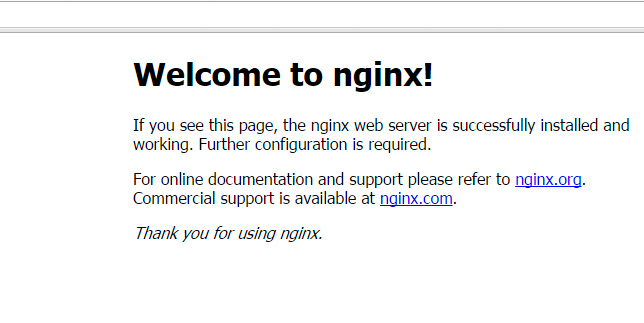 Welcome to nginx!
If you see this page, the nginx web server is successfully installed and
working. Further configuration is required.
For online documentation and support please refer to nginx.org.
Commercial support is available at nginx.com.
Thank you for using nginx.